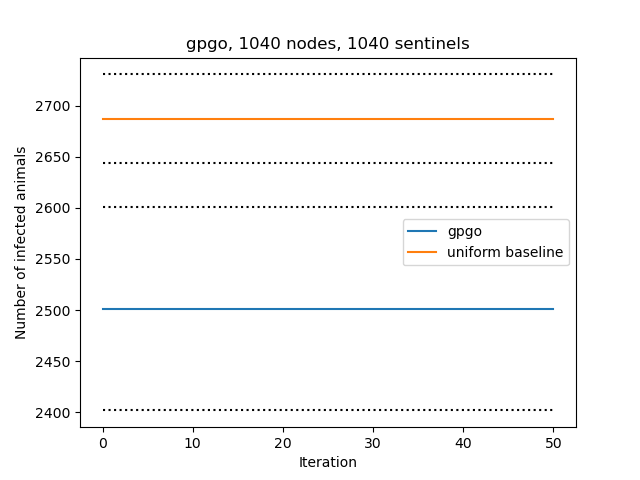 gpgo, 1040 nodes, 1040 sentinels
Number of infected animals
2700
2650
2600
2550
2500
2450
2400
gpgo
uniform baseline
0 10 20 30 40 50
Iteration